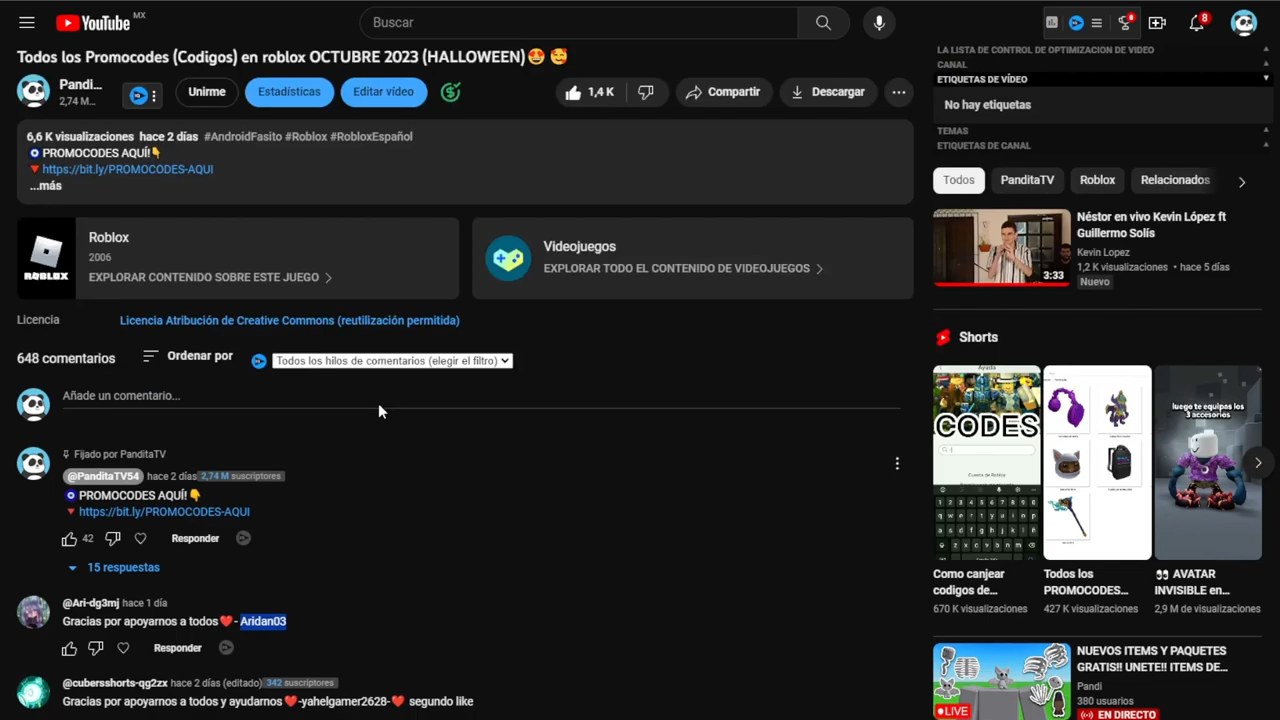 YouTube MX
Buscar
8
Todos los Promocodes (Codigos) en roblox OCTUBRE 2023 (HALLOWEEN)😍 🥰
Pandi...
2,74 M...
Unirme
Estadísticas
Editar vídeo
1,4 K
Compartir
Descargar
6,6 K visualizaciones hace 2 días #AndroidFasito #Roblox #RobloxEspañol
🧿 PROMOCODES AQUÍ!👇
🔻 https://bit.ly/PROMOCODES-AQUI
...más
ROBLOX
Roblox
2006
EXPLORAR CONTENIDO SOBRE ESTE JUEGO
Videojuegos
EXPLORAR TODO EL CONTENIDO DE VIDEOJUEGOS
Licencia
Licencia Atribución de Creative Commons (reutilización permitida)
648 comentarios
Ordenar por
Todos los hilos de comentarios (elegir el filtro)
Añade un comentario...
Fijado por PanditaTV
@PanditaTV54 hace 2 días 2,74 M suscriptores
🧿 PROMOCODES AQUÍ!👇
🔻 https://bit.ly/PROMOCODES-AQUI
42
Responder
15 respuestas
@Ari-dg3mj hace 1 día
Gracias por apoyarnos a todos❤️- Aridan03
Responder
@cubersshorts-qg2zx hace 2 días (editado) 342 suscriptores
Gracias por apoyarnos a todos y ayudarnos ❤️-yahelgamer2628-❤️ segundo like
LA LISTA DE CONTROL DE OPTIMIZACION DE VIDEO
CANAL
ETIQUETAS DE VÍDEO
No hay etiquetas
TEMAS
ETIQUETAS DE CANAL
Todos
PanditaTV
Roblox
Relacionados
3:33
Néstor en vivo Kevin López ft
Guillermo Solís
Kevin Lopez
1,2 K visualizaciones • hace 5 días
Nuevo
Shorts
Ayuda
CODES
luego te equipas los
3 accesorios
Como canjear
codigos de...
670 K visualizaciones
Todos los
PROMOCODES...
427 K visualizaciones
👀 AVATAR
INVISIBLE en...
2,9 M de visualizaciones
LIVE
NUEVOS ITEMS Y PAQUETES
GRATIS!! UNETE!! ITEMS DE...
Pandi
380 usuarios
EN DIRECTO